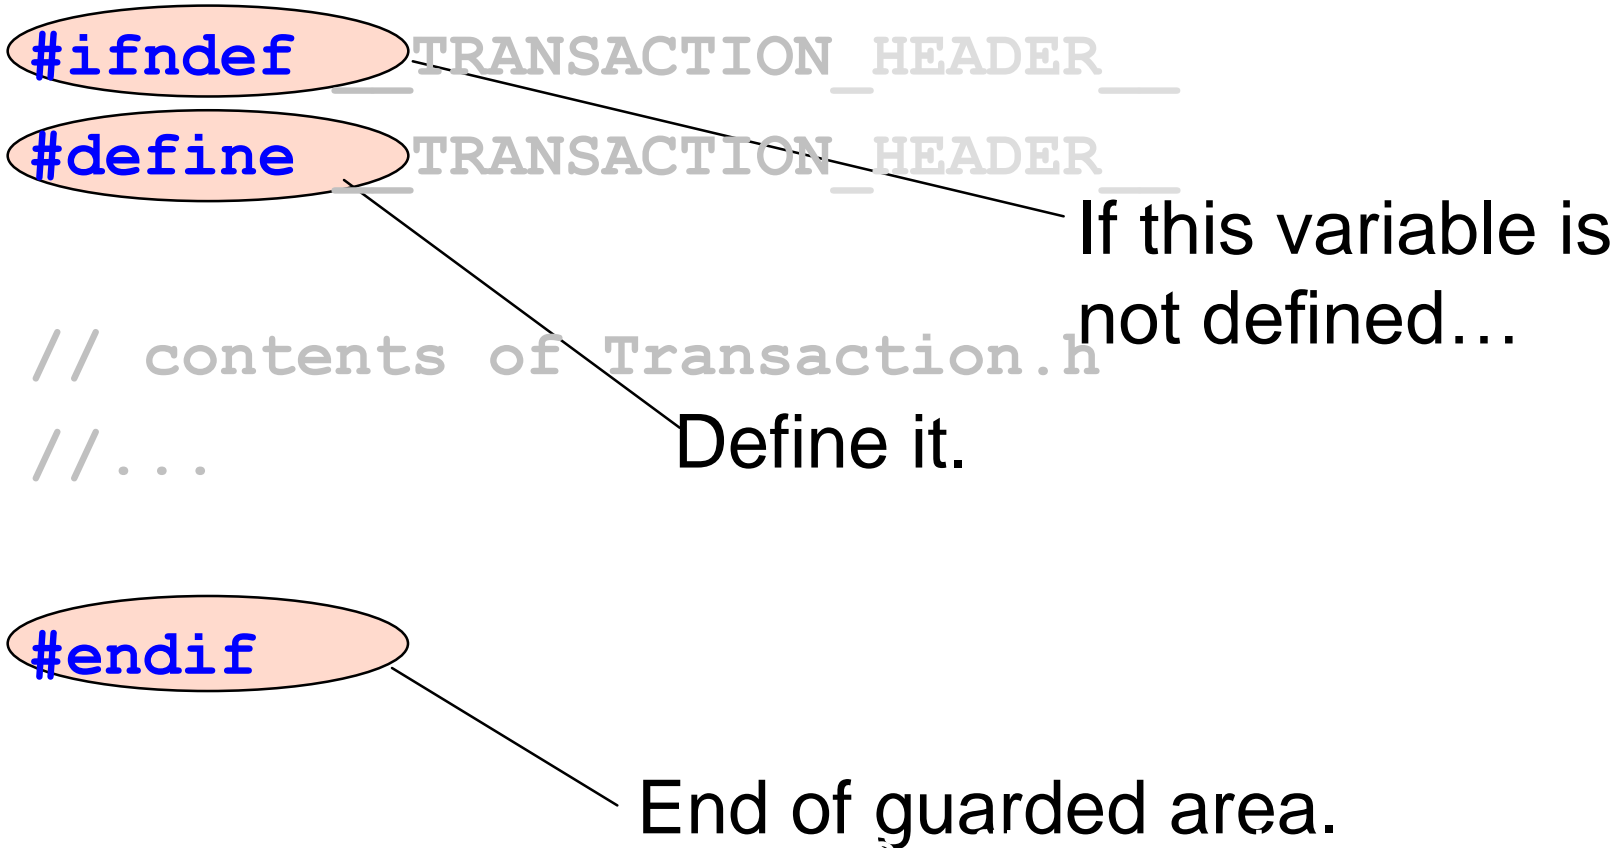 #ifndef __TRANSACTION_HEADER__
#define __TRANSACTION_HEADER__
If this variable is
not defined…
// contents of Transaction.h
Define it.
//...
#endif
End of guarded area.